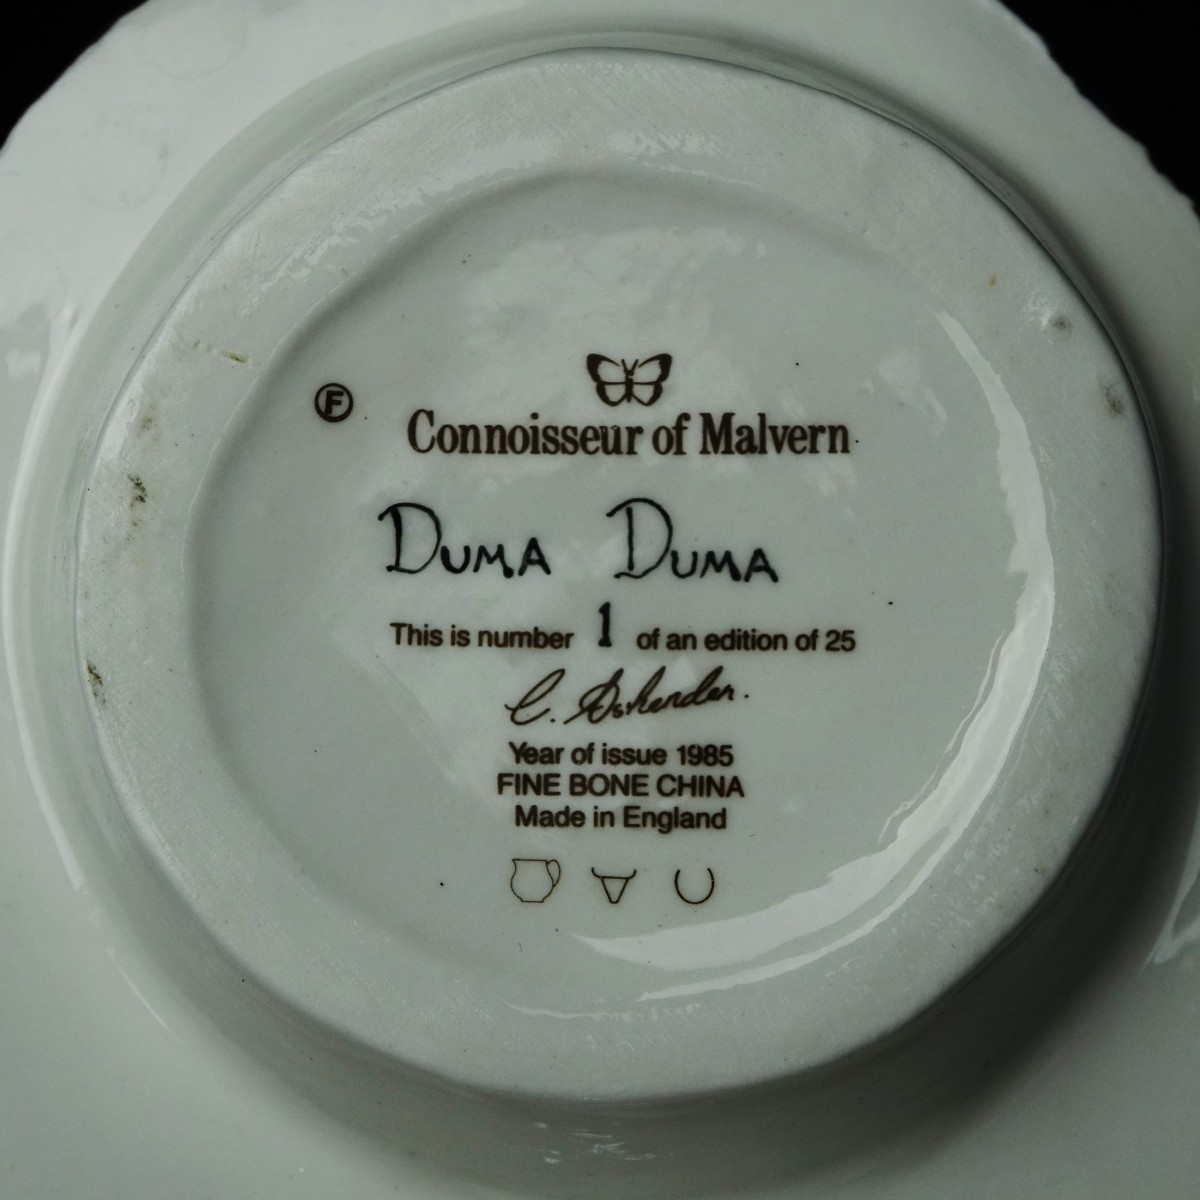 Ⓕ
Connoisseur of Malvern
DUMA DUMA
This is number 1 of an edition of 25
Year of issue 1985
FINE BONE CHINA
Made in England